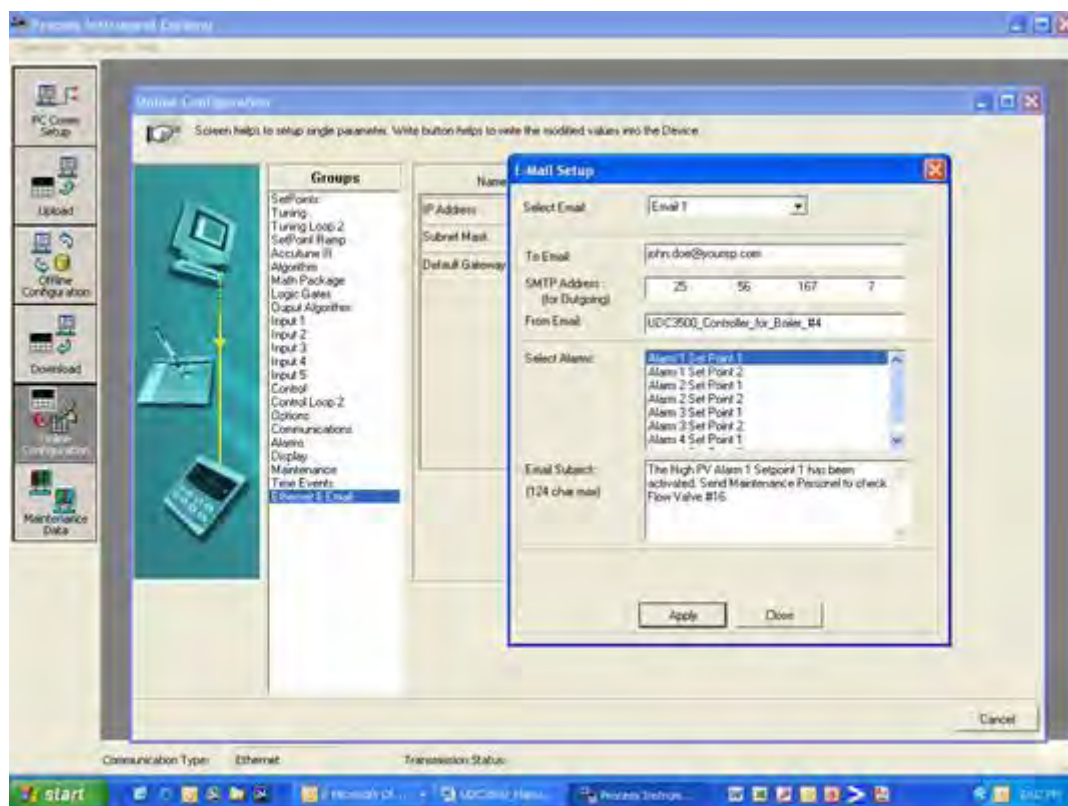 Process Instrument Explorer
PC Comm
Setup
Upload
Offline
Configuration
Download
Online
Configuration
Maintenance
Data
Online Configuration
Screen helps to setup single parameter. Write button helps to write the modified values into the Device
Groups
SetPoints
Tuning
Tuning Loop 2
SetPoint Ramp
Accutune III
Algorithm
Math Package
Logic Gates
Output Algorithm
Input 1
Input 2
Input 3
Input 4
Input 5
Control
Control Loop 2
Options
Communications
Alarms
Display
Maintenance
Time Events
Ethernet & Email
Name
IP Address
Subnet Mask
Default Gateway
E-Mail Setup
Select Email: Email 1
To Email: john.doe@yourisp.com
SMTP Address : 25 56 167 7
(for Outgoing)
From Email: UDC3500_Controller_for_Boiler_#4
Select Alarms: Alarm 1 Set Point 1
Alarm 1 Set Point 2
Alarm 2 Set Point 1
Alarm 2 Set Point 2
Alarm 3 Set Point 1
Alarm 3 Set Point 2
Alarm 4 Set Point 1
Email Subject: The High PV Alarm 1 Setpoint 1 has been
(124 char max) activated. Send Maintenance Personel to check
Flow Valve #16.
Apply Close
Cancel
Communication Type: Ethernet Transmission Status:
start